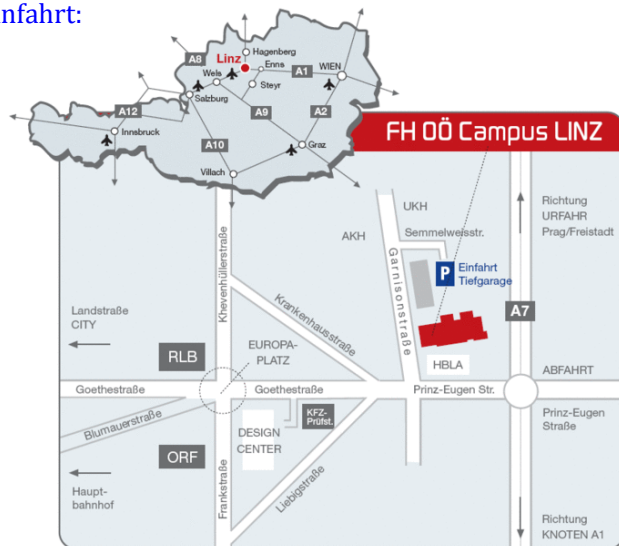 nfahrt:
A8
Hagenberg
Linz
Enns
Wels
A1
WIEN
Steyr
A12
Salzburg
A9
A2
Innsbruck
A10
Graz
Villach
FH OÖ Campus LINZ
UKH
AKH
Semmelweisstr.
Richtung
URFAHR
Prag/Freistadt
P
Einfahrt
Tiefgarage
Khevenhüllerstraße
Krankenhausstraße
Garnisonstraße
A7
Landstraße
CITY
EUROPA-
PLATZ
RLB
HBLA
ABFAHRT
Goethestraße
Goethestraße
Prinz-Eugen Str.
Prinz-Eugen
Straße
Blumauerstraße
KFZ-
Prüfst.
DESIGN
CENTER
ORF
Frankstraße
Liebigstraße
Haupt-
bahnhof
Richtung
KNOTEN A1